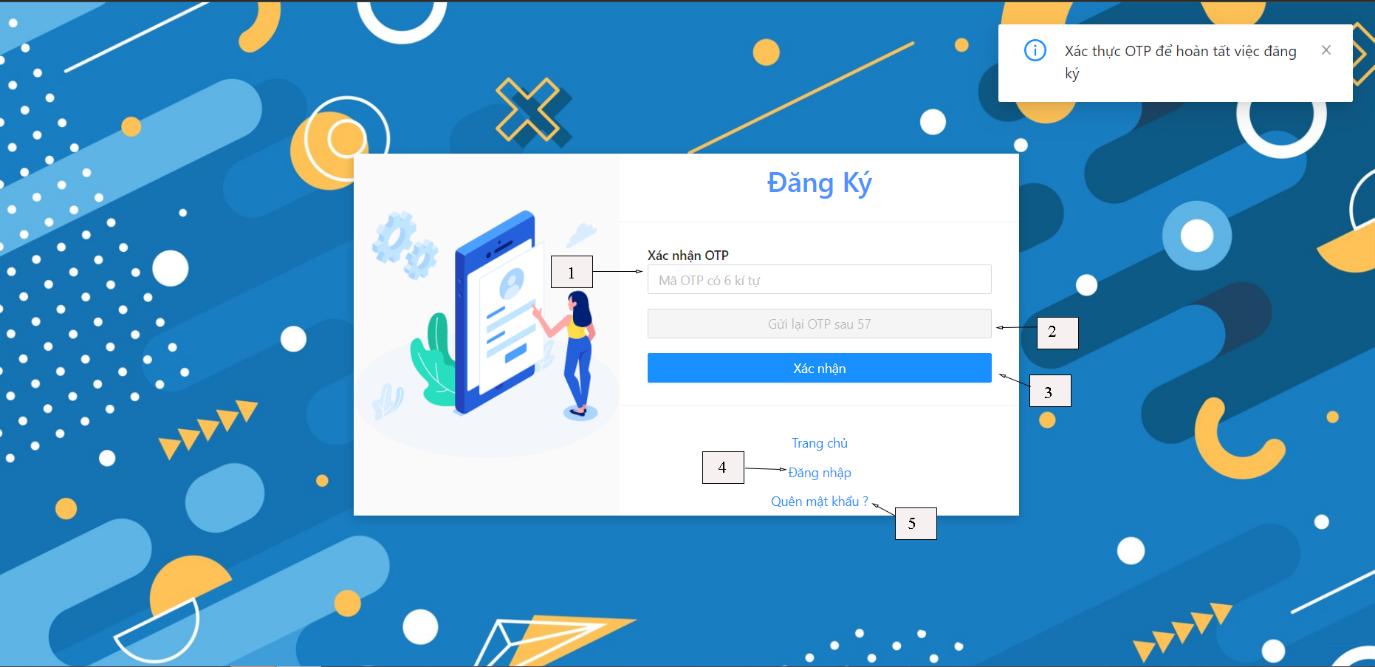 Xác thực OTP để hoàn tất việc đăng
ký
Đăng Ký
Xác nhận OTP
1
Mã OTP có 6 kí tự
Gửi lại OTP sau 57
2
Xác nhận
3
Trang chủ
4
Đăng nhập
Quên mật khẩu ?
5